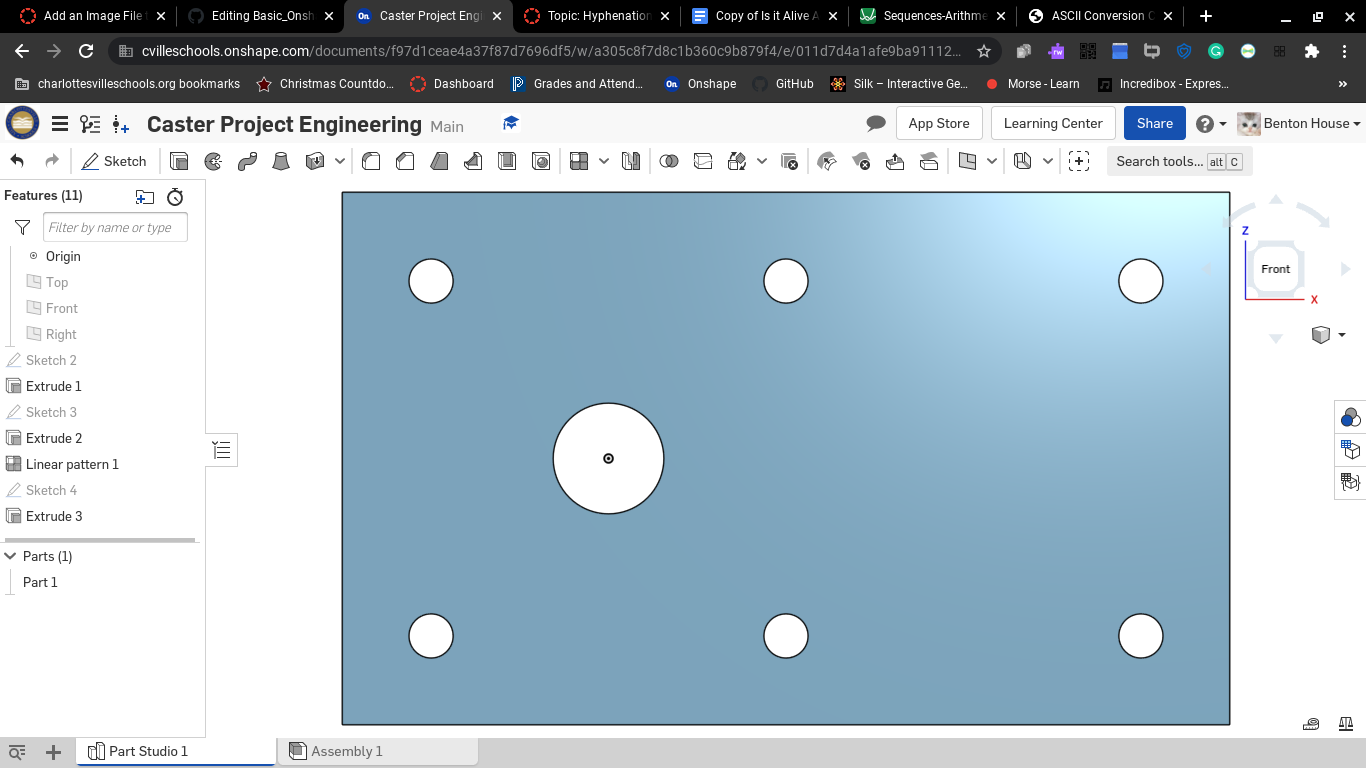 Add an Image File t
Editing Basic_Onsh
On Caster Project Engi
Topic: Hyphenation
Copy of Is it Alive A
Sequences-Arithme
ASCII Conversion C
cvilleschools.onshape.com/documents/f97d1ceae4a37f87d7696df5/w/a305c8f7d8c1b360c9b879f4/e/011d7d4a1afe9ba91112...
charlottesvilleschools.org bookmarks
Christmas Countdo...
Dashboard
Grades and Attend...
On Onshape
GitHub
Silk – Interactive Ge...
Morse - Learn
Incredibox - Expres...
Caster Project Engineering Main
App Store
Learning Center
Share
Benton House
Sketch
Search tools... alt C
Features (11)
Filter by name or type
Origin
Top
Front
Right
Sketch 2
Extrude 1
Sketch 3
Extrude 2
Linear pattern 1
Sketch 4
Extrude 3
Parts (1)
Part 1
Z
Front
X
Part Studio 1
Assembly 1